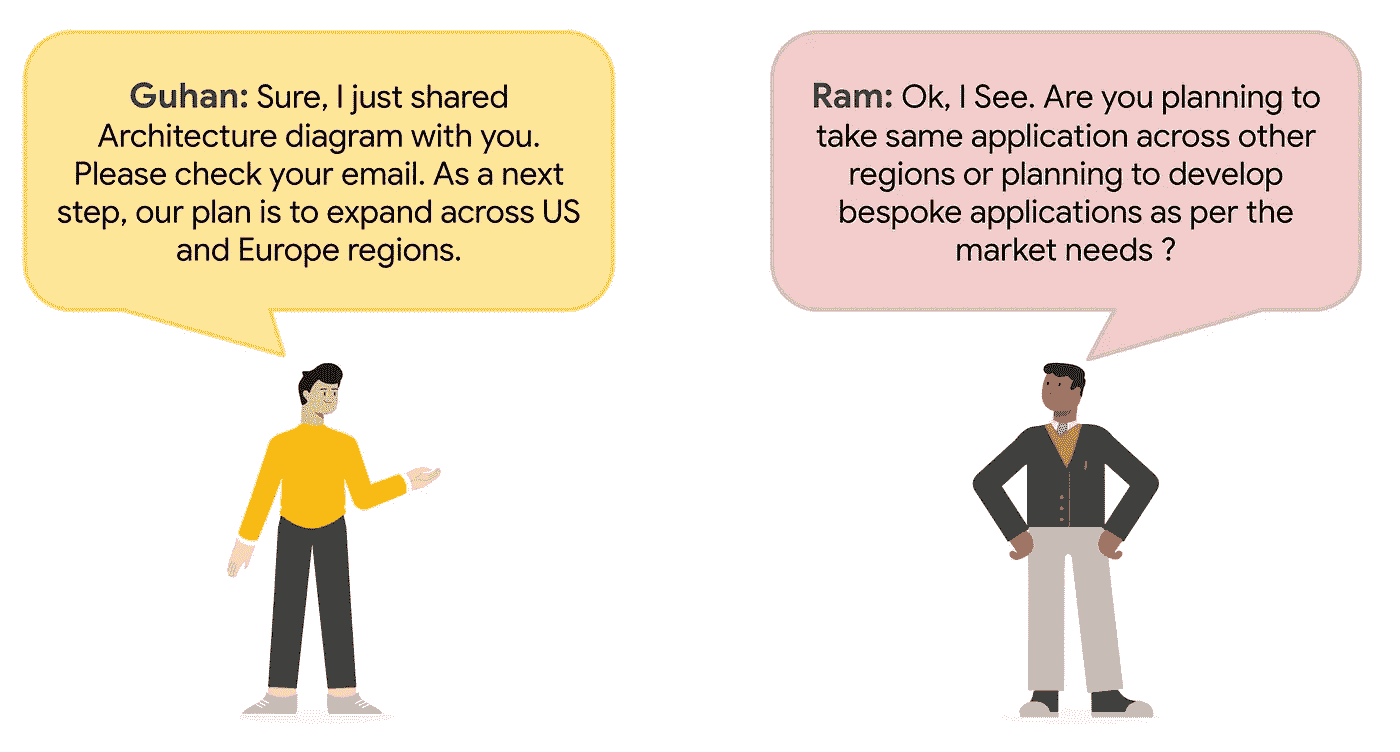 Guhan: Sure, I just shared
Architecture diagram with you.
Please check your email. As a next
step, our plan is to expand across US
and Europe regions.
Ram: Ok, I See. Are you planning to
take same application across other
regions or planning to develop
bespoke applications as per the
market needs ?